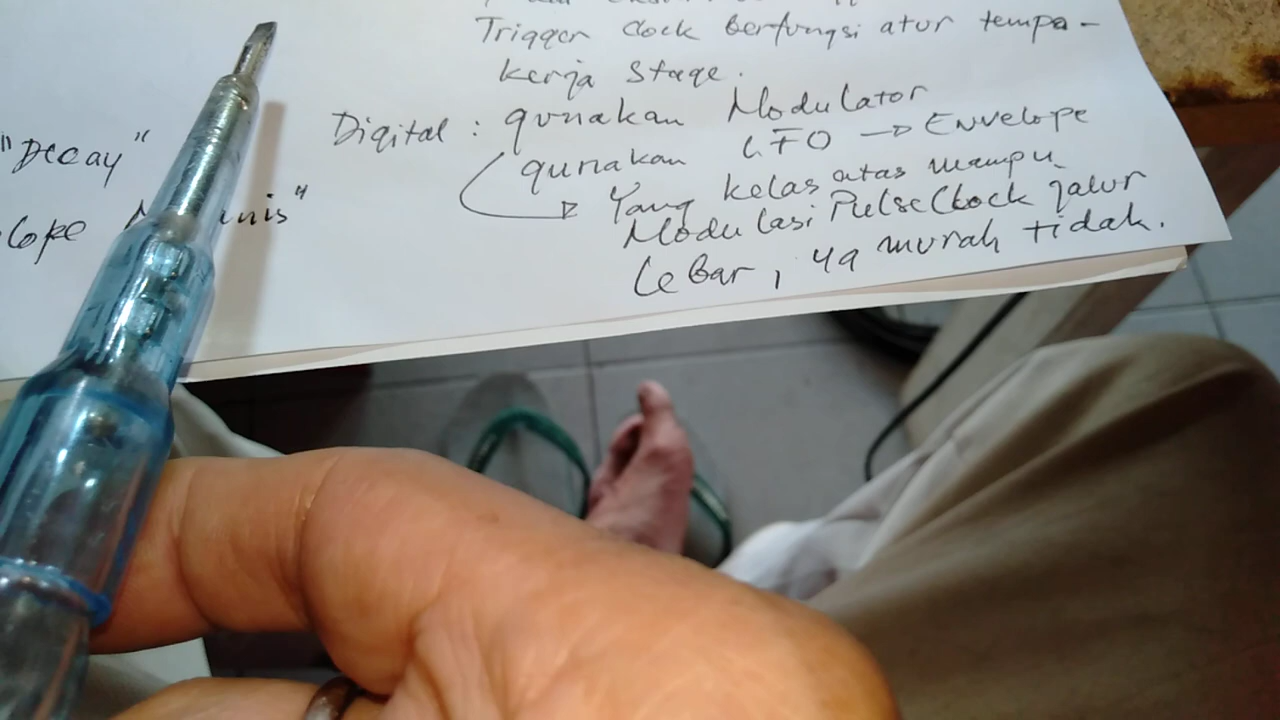 Trigger Clock berfungsi atur tempo-
kerja stage.
Digital : gunakan Modulator
gunakan LFO → Envelope
Yang kelas atas mampu
Modulasi Pulse Clock jalur
Lebar, yg murah tidak.
"Decay"